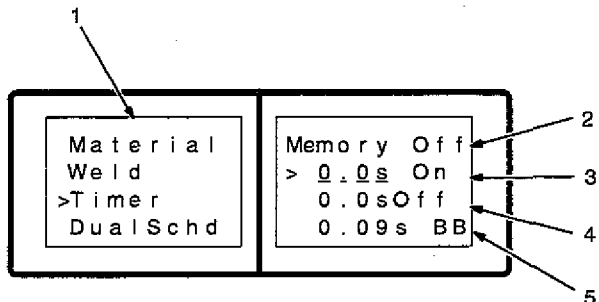 1
Material
Weld
>Timer
DualSchd
Memory Off
> 0.0s On
0.0sOff
0.09s BB
2
3
4
5